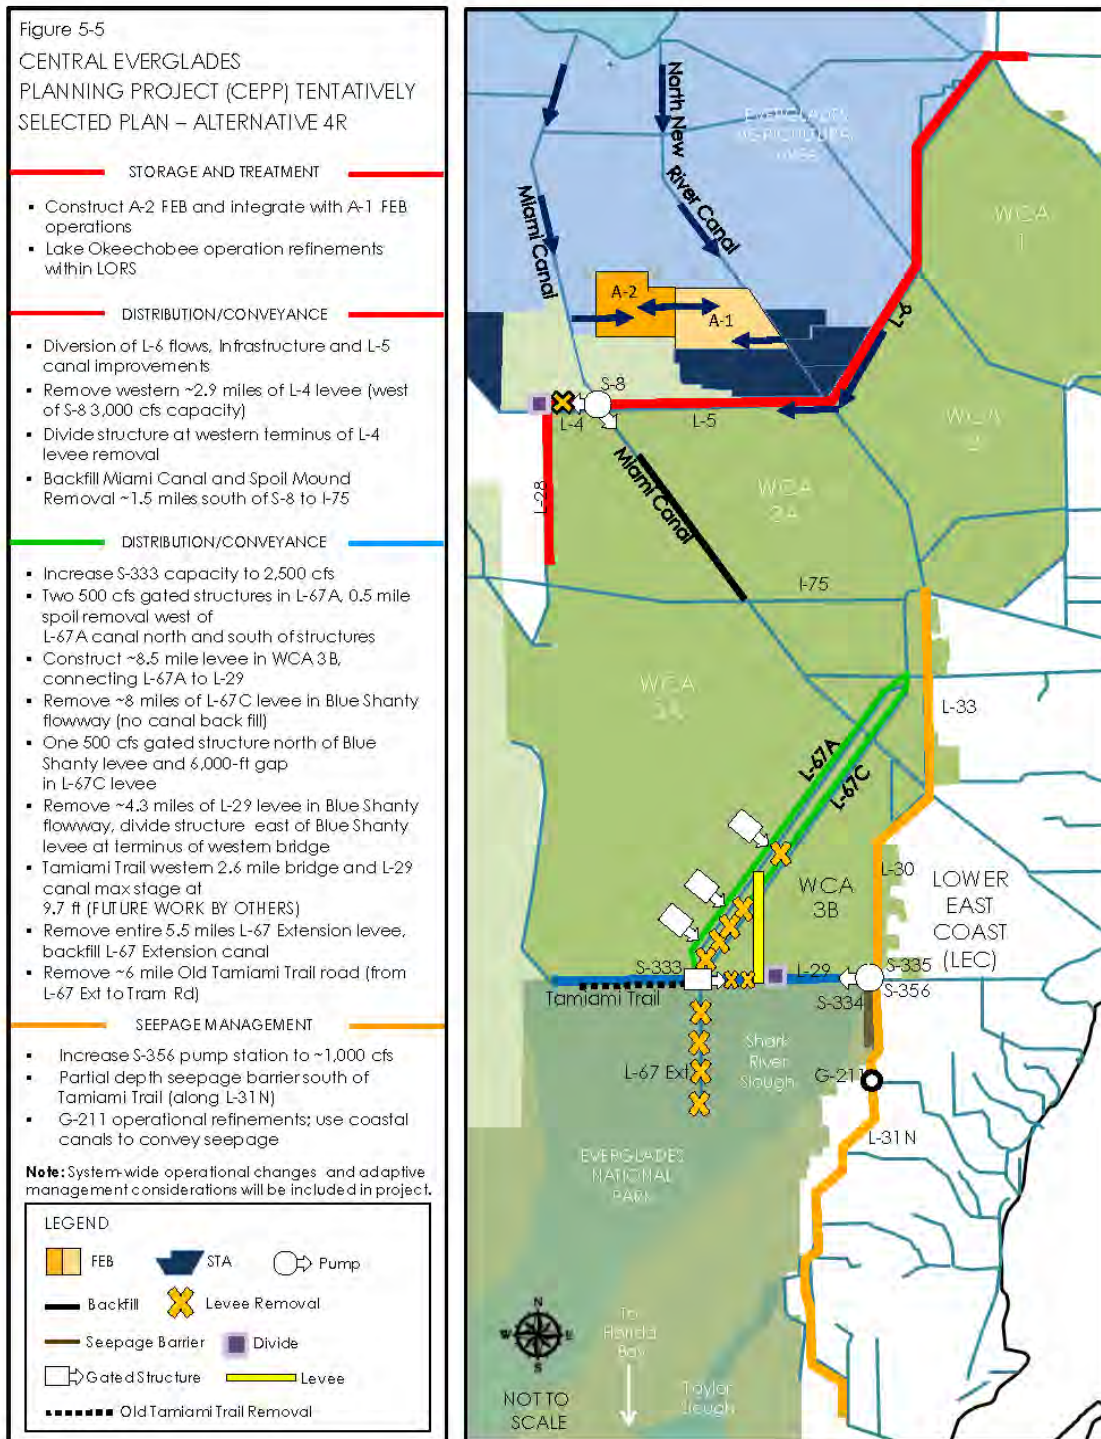 Figure 5-5
CENTRAL EVERGLADES
PLANNING PROJECT (CEPP) TENTATIVELY
SELECTED PLAN – ALTERNATIVE 4R
STORAGE AND TREATMENT
▪ Construct A-2 FEB and integrate with A-1 FEB
operations
▪ Lake Okeechobee operation refinements
within LORS
DISTRIBUTION/CONVEYANCE
▪ Diversion of L-6 flows, Infrastructure and L-5
canal improvements
▪ Remove western ~2.9 miles of L-4 levee (west
of S-8 3,000 cfs capacity)
▪ Divide structure at western terminus of L-4
levee removal
▪ Backfill Miami Canal and Spoil Mound
Removal ~1.5 miles south of S-8 to I-75
DISTRIBUTION/CONVEYANCE
▪ Increase S-333 capacity to 2,500 cfs
▪ Two 500 cfs gated structures in L-67A, 0.5 mile
spoil removal west of
L-67A canal north and south of structures
▪ Construct ~8.5 mile levee in WCA 3B,
connecting L-67A to L-29
▪ Remove ~8 miles of L-67C levee in Blue Shanty
flowway (no canal back fill)
▪ One 500 cfs gated structure north of Blue
Shanty levee and 6,000-ft gap
in L-67C levee
▪ Remove ~4.3 miles of L-29 levee in Blue Shanty
flowway, divide structure east of Blue Shanty
levee at terminus of western bridge
▪ Tamiami Trail western 2.6 mile bridge and L-29
canal max stage at
9.7 ft (FUTURE WORK BY OTHERS)
▪ Remove entire 5.5 miles L-67 Extension levee,
backfill L-67 Extension canal
▪ Remove ~6 mile Old Tamiami Trail road (from
L-67 Ext to Tram Rd)
SEEPAGE MANAGEMENT
▪ Increase S-356 pump station to ~1,000 cfs
▪ Partial depth seepage barrier south of
Tamiami Trail (along L-31N)
▪ G-211 operational refinements; use coastal
canals to convey seepage
Note: System-wide operational changes and adaptive
management considerations will be included in project.
LEGEND
FEB
STA
Pump
Backfill
Levee Removal
Seepage Barrier
Divide
Gated Structure
Levee
Old Tamiami Trail Removal
North New
River Canal
EVERGLADES
AGRICULTURAL
AREA
Miami Canal
WCA
1
A-2
A-1
L-6
S-8
L-4
L-5
WCA
2
L-28
Miami Canal
WCA
3A
I-75
WCA
3A
L-33
L-67A
L-67C
L-30
WCA
3B
LOWER
EAST
COAST
(LEC)
S-333
L-29
S-335
S-356
S-334
Tamiami Trail
L-67 Ext
Shark
River
Slough
G-211
L-31N
EVERGLADES
NATIONAL
PARK
N
W
E
S
NOT TO
SCALE
To
Florida
Bay
Taylor
Slough